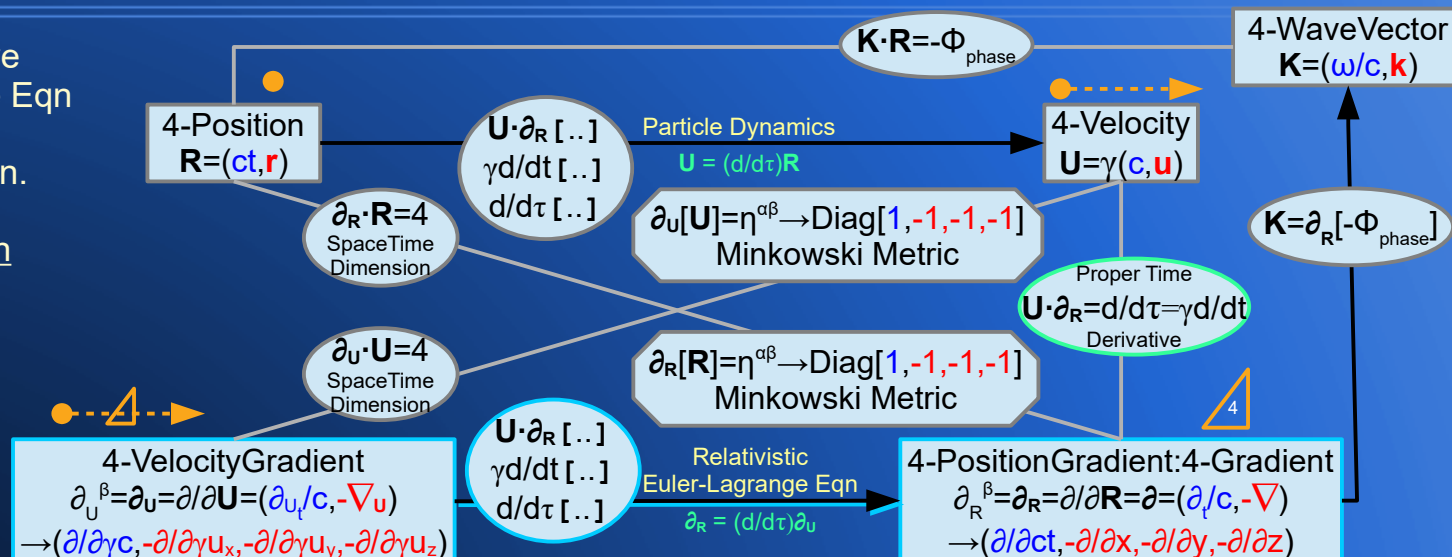 ve
Eqn
n.
n
K·R=-Φphase
4-WaveVector
K=(ω/c,k)
4-Position
R=(ct,r)
U·∂R[..]
γd/dt[..]
d/dτ[..]
Particle Dynamics
U = (d/dτ)R
4-Velocity
U=γ(c,u)
∂R·R=4
SpaceTime
Dimension
∂U[U]=ηαβ→Diag[1,-1,-1,-1]
Minkowski Metric
K=∂R[-Φphase]
Proper Time
U·∂R=d/dτ=γd/dt
Derivative
∂U·U=4
SpaceTime
Dimension
∂R[R]=ηαβ→Diag[1,-1,-1,-1]
Minkowski Metric
4
4-VelocityGradient
∂Uβ=∂U=∂/∂U=(∂Ut/c,-∇U)
→(∂/∂γc,-∂/∂γux,-∂/∂γuy,-∂/∂γuz)
U·∂R[..]
γd/dt[..]
d/dτ[..]
Relativistic
Euler-Lagrange Eqn
∂R = (d/dτ)∂U
4-PositionGradient:4-Gradient
∂Rβ=∂R=∂/∂R=∂=(∂t/c,-∇)
→(∂/∂ct,-∂/∂x,-∂/∂y,-∂/∂z)